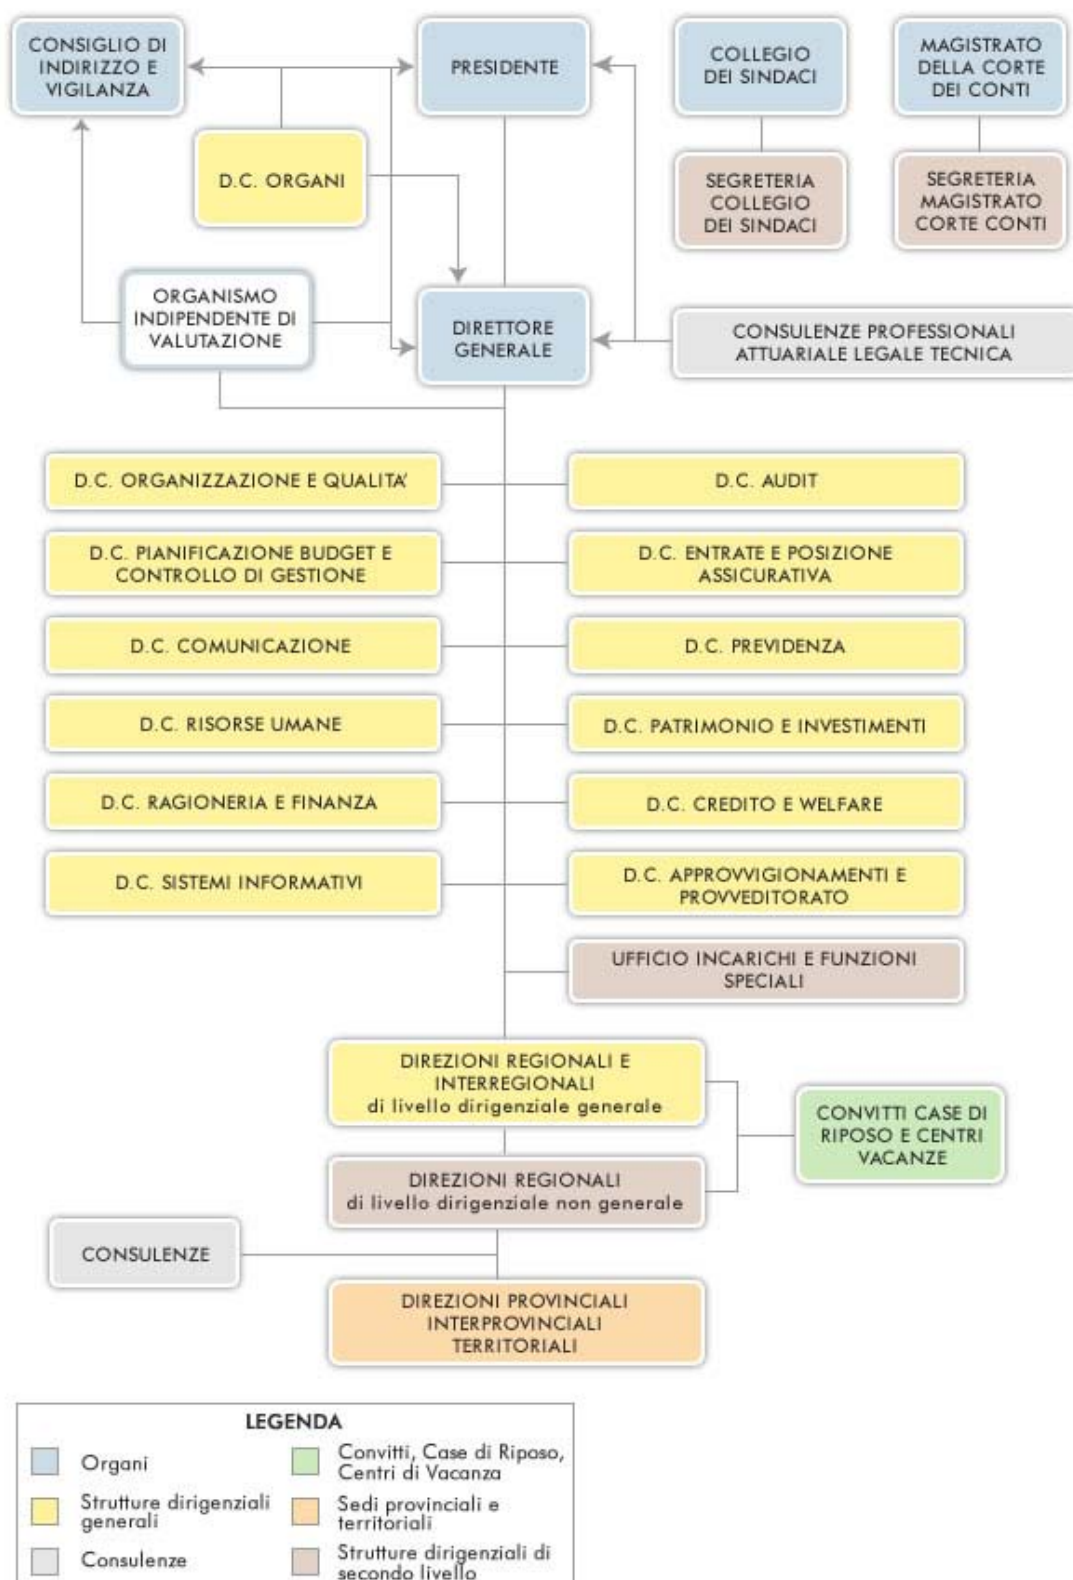 CONSIGLIO DI
INDIRIZZO E
VIGILANZA
PRESIDENTE
COLLEGIO
DEI SINDACI
MAGISTRATO
DELLA CORTE
DEI CONTI
D.C. ORGANI
SEGRETERIA
COLLEGIO
DEI SINDACI
SEGRETERIA
MAGISTRATO
CORTE CONTI
ORGANISMO
INDIPENDENTE DI
VALUTAZIONE
DIRETTORE
GENERALE
CONSULENZE PROFESSIONALI
ATTUARIALE LEGALE TECNICA
D.C. ORGANIZZAZIONE E QUALITA'
D.C. AUDIT
D.C. PIANIFICAZIONE BUDGET E
CONTROLLO DI GESTIONE
D.C. ENTRATE E POSIZIONE
ASSICURATIVA
D.C. COMUNICAZIONE
D.C. PREVIDENZA
D.C. RISORSE UMANE
D.C. PATRIMONIO E INVESTIMENTI
D.C. RAGIONERIA E FINANZA
D.C. CREDITO E WELFARE
D.C. SISTEMI INFORMATIVI
D.C. APPROVVIGIONAMENTI E
PROVVEDITORATO
UFFICIO INCARICHI E FUNZIONI
SPECIALI
DIREZIONI REGIONALI E
INTERREGIONALI
di livello dirigenziale generale
CONVITTI CASE DI
RIPOSO E CENTRI
VACANZE
DIREZIONI REGIONALI
di livello dirigenziale non generale
CONSULENZE
DIREZIONI PROVINCIALI
INTERPROVINCIALI
TERRITORIALI
LEGENDA
Organi
Convitti, Case di Riposo,
Centri di Vacanza
Strutture dirigenziali
generali
Sedi provinciali e
territoriali
Consulenze
Strutture dirigenziali di
secondo livello